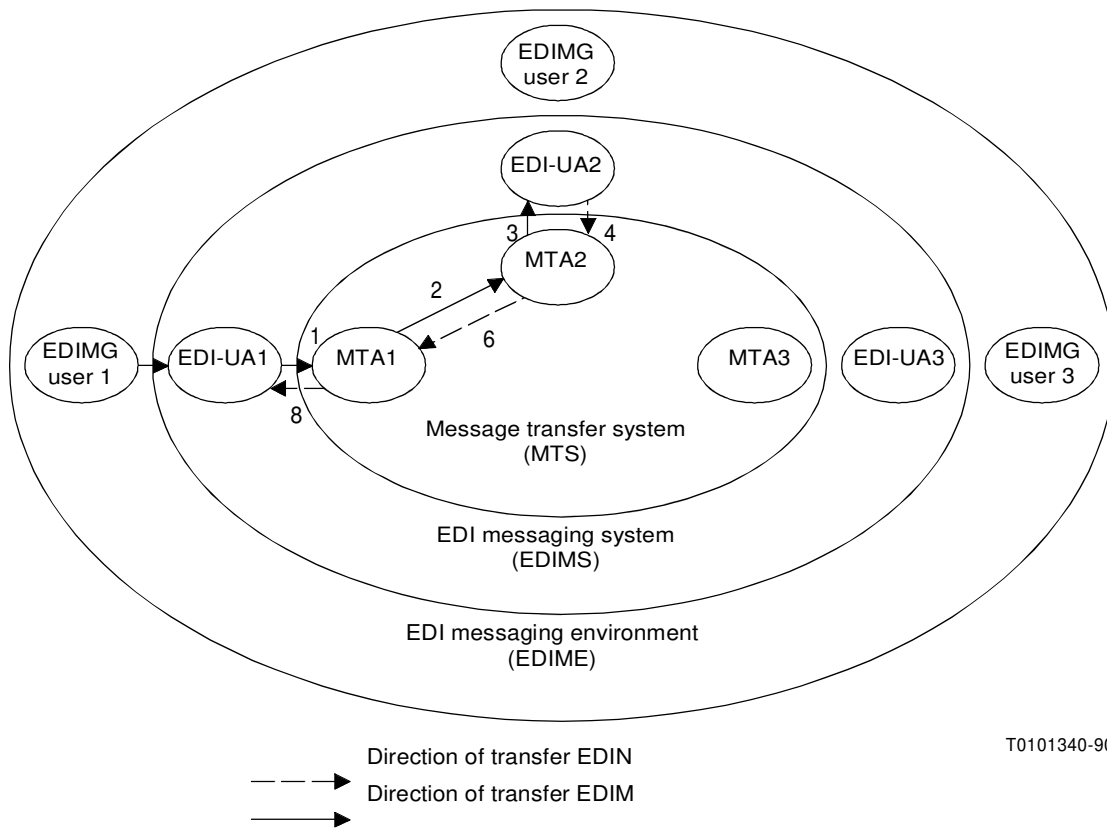 EDIMG
user 2
EDI-UA2
3
4
MTA2
2
6
1
EDIMG
user 1
EDI-UA1
MTA1
8
MTA3
EDI-UA3
EDIMG
user 3
Message transfer system
(MTS)
EDI messaging system
(EDIMS)
EDI messaging environment
(EDIME)
T0101340-90
Direction of transfer EDIN
Direction of transfer EDIM